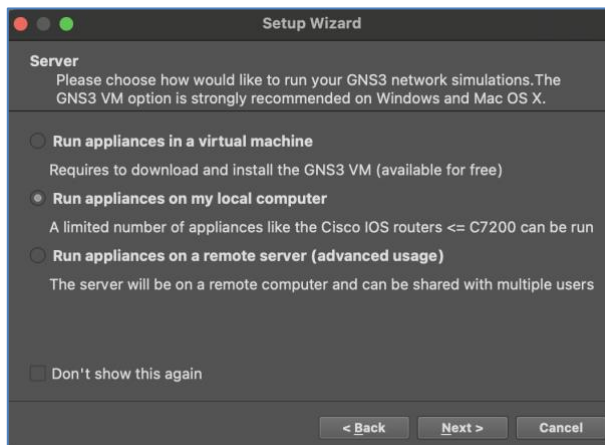 Setup Wizard
Server
Please choose how would like to run your GNS3 network simulations.The
GNS3 VM option is strongly recommended on Windows and Mac OS X.
Run appliances in a virtual machine
Requires to download and install the GNS3 VM (available for free)
Run appliances on my local computer
A limited number of appliances like the Cisco IOS routers <= C7200 can be run
Run appliances on a remote server (advanced usage)
The server will be on a remote computer and can be shared with multiple users
Don't show this again
< Back Next > Cancel